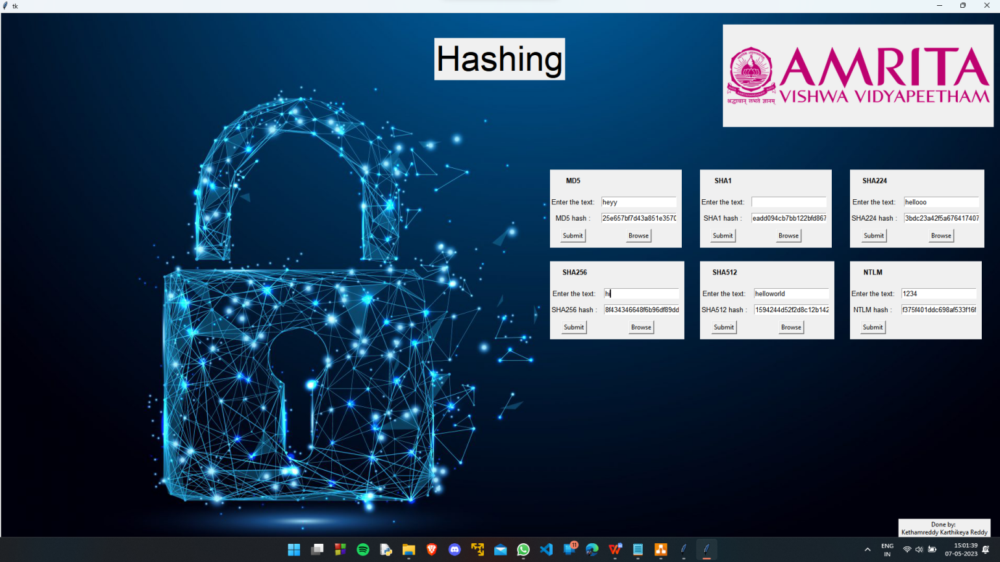 tk
Hashing
AMRITA
VISHWA VIDYAPEETHAM
श्रद्धावान् लभते ज्ञानम्
MD5
Enter the text: heyy
MD5 hash : 25e657bf7d43a851e357(
Submit Browse
SHA1
Enter the text:
SHA1 hash : eadd094cb7bb122bfd867
Submit Browse
SHA224
Enter the text: hellooo
SHA224 hash : 3bdc23a42f5a676417407
Submit Browse
SHA256
Enter the text: hi
SHA256 hash : 8f434346648f6b96df89dd
Submit Browse
SHA512
Enter the text: helloworld
SHA512 hash : 1594244d52f2d8c12b142
Submit Browse
NTLM
Enter the text: 1234
NTLM hash : f375f401ddc698af533f16f
Submit
Done by:
Kethamreddy Karthikeya Reddy
11
ENG
IN
15:01:39
07-05-2023